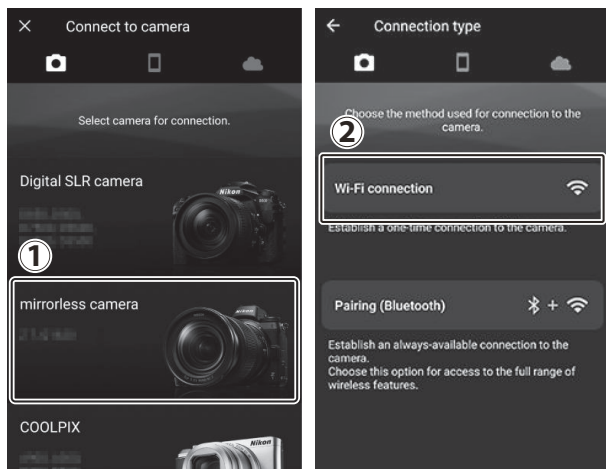 Connect to camera
Select camera for connection.
Digital SLR camera
Nikon
1
mirrorless camera
COOLPIX
Nikon
Connection type
Choose the method used for connection to the
camera.
2
Wi-Fi connection
Establish a one-time connection to the camera.
Pairing (Bluetooth)
+
Establish an always-available connection to the
camera.
Choose this option for access to the full range of
wireless features.